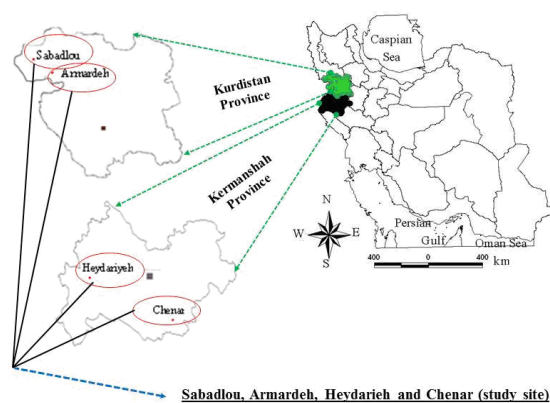 Sabadlou
Armardeh
Kurdistan
Province
Caspian
Sea
Kermanshah
Province
Heydariyeh
Chenar
N
W
E
S
Persian
Gulf
Oman Sea
400
0
400
km
Sabadlou, Armardeh, Heydarieh and Chenar (study site)